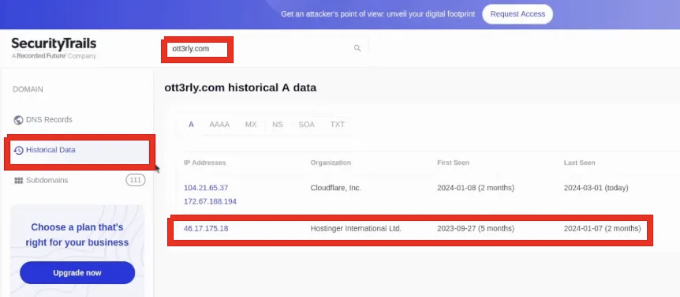 Get an attacker's point of view: unveil your digital footprint
Request Access
SecurityTrails
A Recorded Future® Company
ott3rly.com
DOMAIN
DNS Records
Historical Data
Subdomains
111
Choose a plan that's
right for your business
Upgrade now
ott3rly.com historical A data
A AAAA MX NS SOA TXT
IP Addresses Organization First Seen Last Seen
104.21.65.37 Cloudflare, Inc. 2024-01-08 (2 months) 2024-03-01 (today)
172.67.188.194
46.17.175.18 Hostinger International Ltd. 2023-09-27 (5 months) 2024-01-07 (2 months)